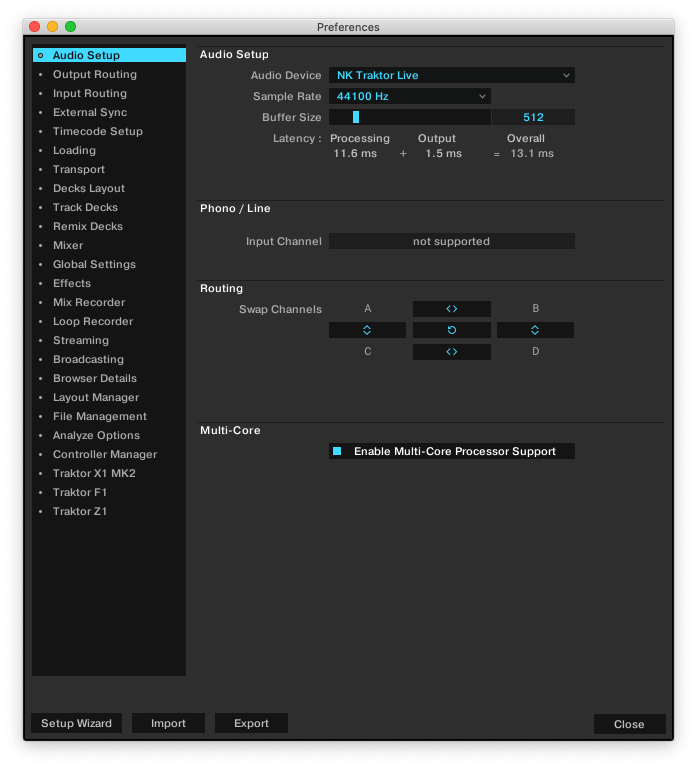 Preferences
Audio Setup
Output Routing
Input Routing
External Sync
Timecode Setup
Loading
Transport
Decks Layout
Track Decks
Remix Decks
Mixer
Global Settings
Effects
Mix Recorder
Loop Recorder
Streaming
Broadcasting
Browser Details
Layout Manager
File Management
Analyze Options
Controller Manager
Traktor X1 MK2
Traktor F1
Traktor Z1
Audio Setup
Audio Device NK Traktor Live
Sample Rate 44100 Hz
Buffer Size 512
Latency : Processing Output Overall
11.6 ms + 1.5 ms = 13.1 ms
Phono / Line
Input Channel not supported
Routing
Swap Channels A B
C D
Multi-Core
Enable Multi-Core Processor Support
Setup Wizard Import Export Close